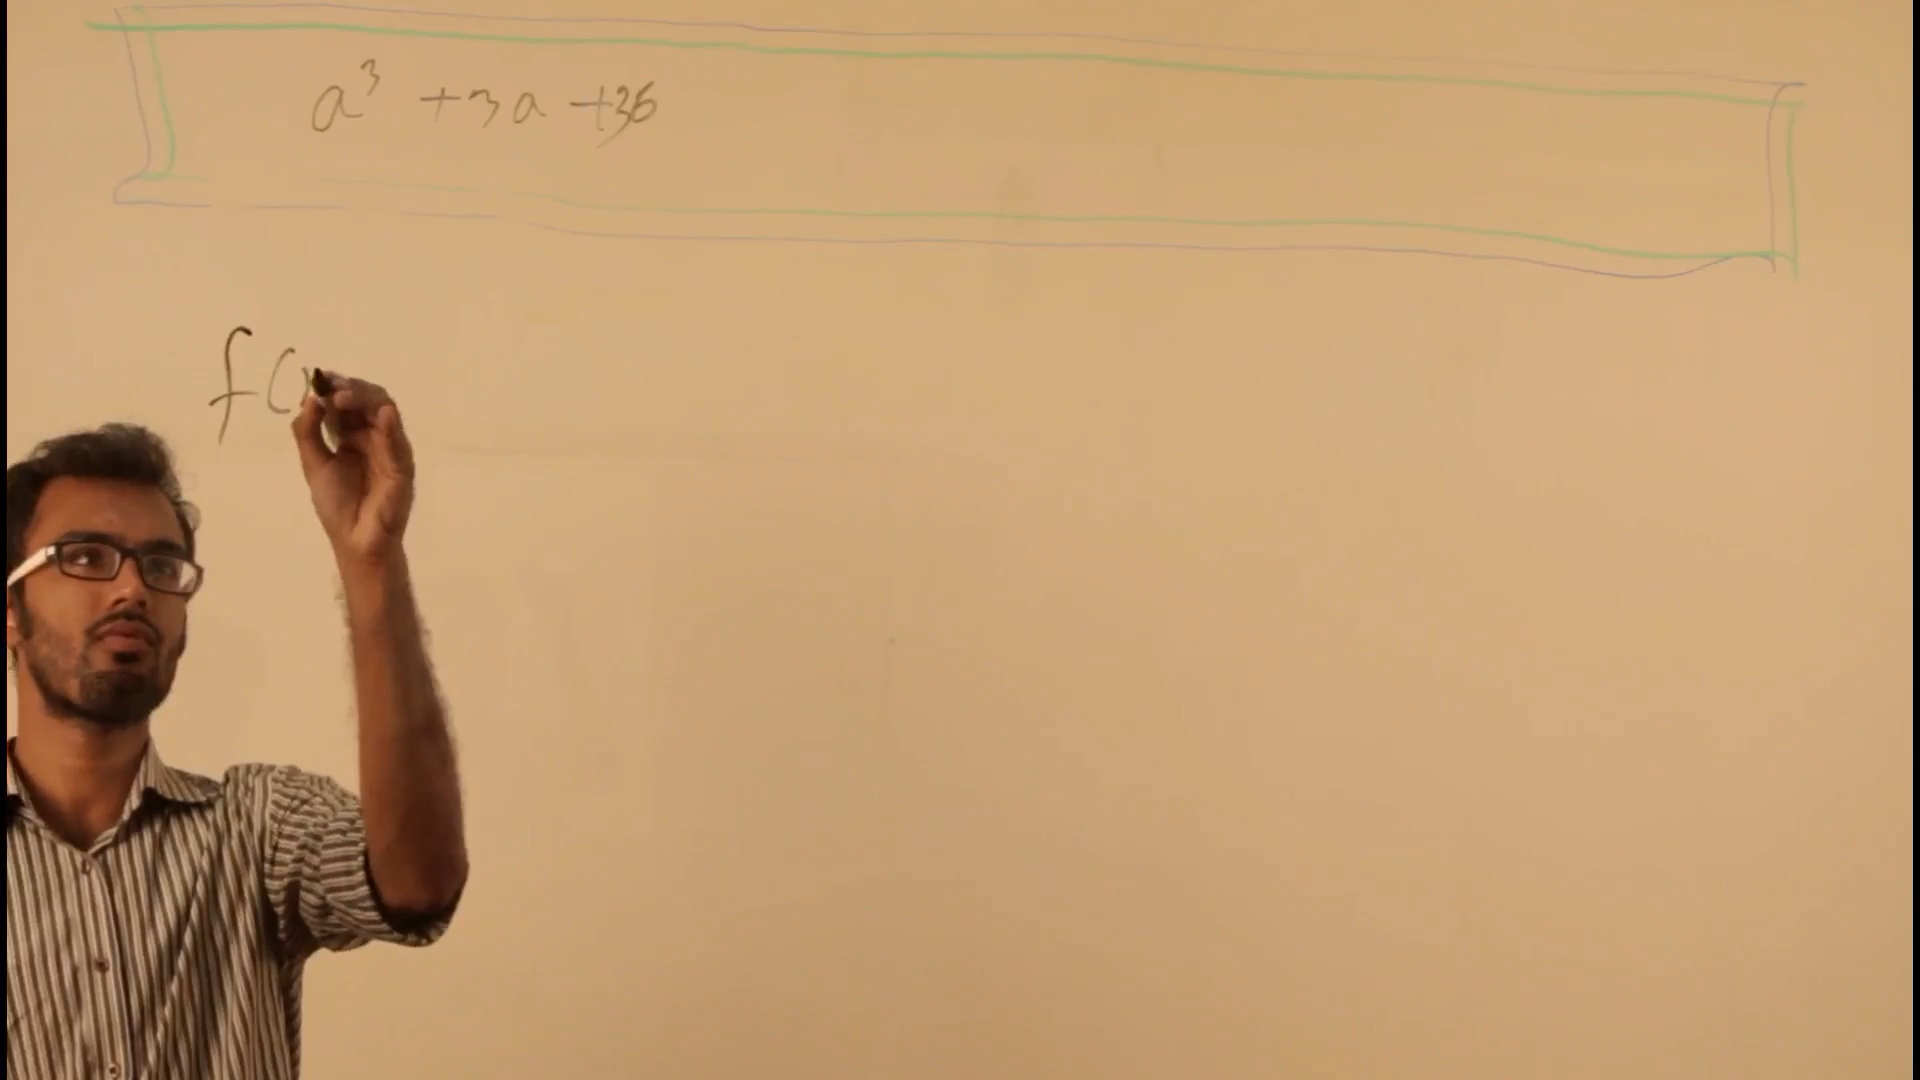 a³ + 3a + 36
f(x